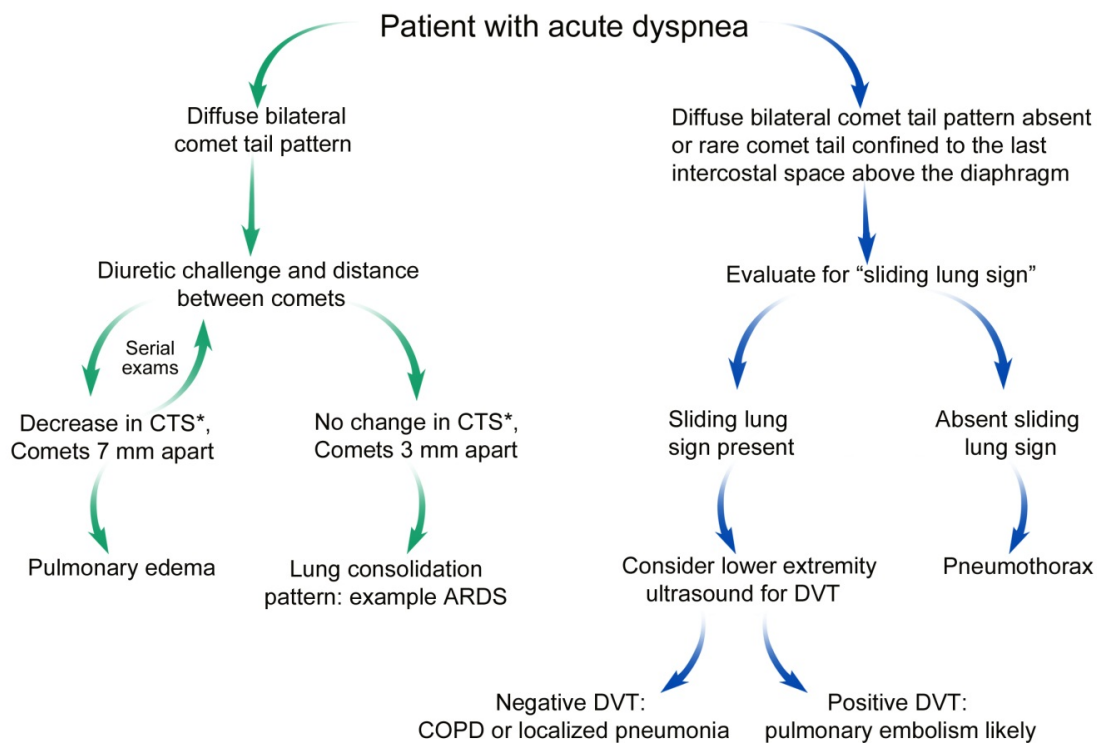 Patient with acute dyspnea
Diffuse bilateral
comet tail pattern
Diffuse bilateral comet tail pattern absent
or rare comet tail confined to the last
intercostal space above the diaphragm
Diuretic challenge and distance
between comets
Evaluate for “sliding lung sign”
Serial
exams
Decrease in CTS*,
Comets 7 mm apart
No change in CTS*,
Comets 3 mm apart
Sliding lung
sign present
Absent sliding
lung sign
Pulmonary edema
Lung consolidation
pattern: example ARDS
Consider lower extremity
ultrasound for DVT
Pneumothorax
Negative DVT:
COPD or localized pneumonia
Positive DVT:
pulmonary embolism likely